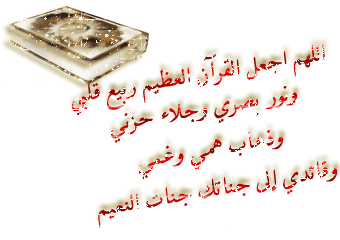 اللهم اجعل القرآن العظيم ربيع قلبي
ونور بصري وجلاء حزني
وذهاب همي وغمي
وقائدي إلى جناتك جنات النعيم